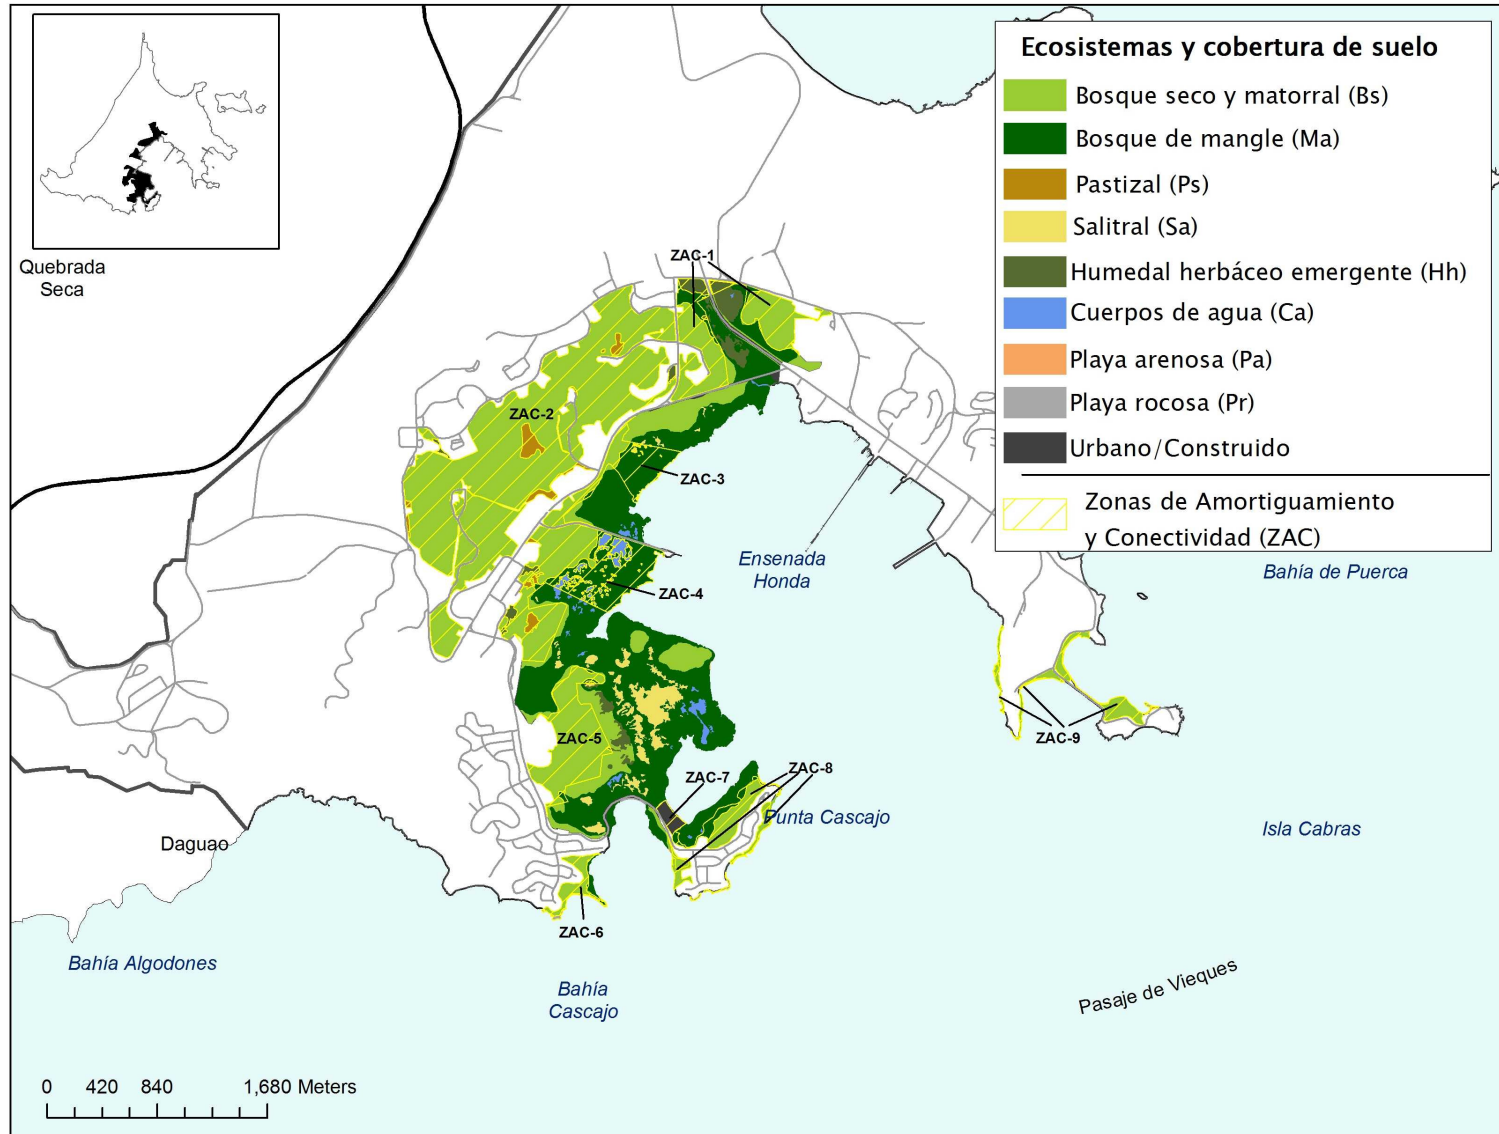 Ecosistemas y cobertura de suelo
Bosque seco y matorral (Bs)
Bosque de mangle (Ma)
Pastizal (Ps)
Salitral (Sa)
Humedal herbáceo emergente (Hh)
Cuerpos de agua (Ca)
Playa arenosa (Pa)
Playa rocosa (Pr)
Urbano/Construido
Zonas de Amortiguamiento
y Conectividad (ZAC)
Quebrada
Seca
ZAC-1
ZAC-2
ZAC-3
Ensenada
Honda
Bahía de Puerca
ZAC-4
ZAC-5
ZAC-9
ZAC-7
ZAC-8
Punta Cascajo
Isla Cabras
Daguao
ZAC-6
Bahía Algodones
Bahía
Cascajo
Pasaje de Vieques
0 420 840 1,680 Meters